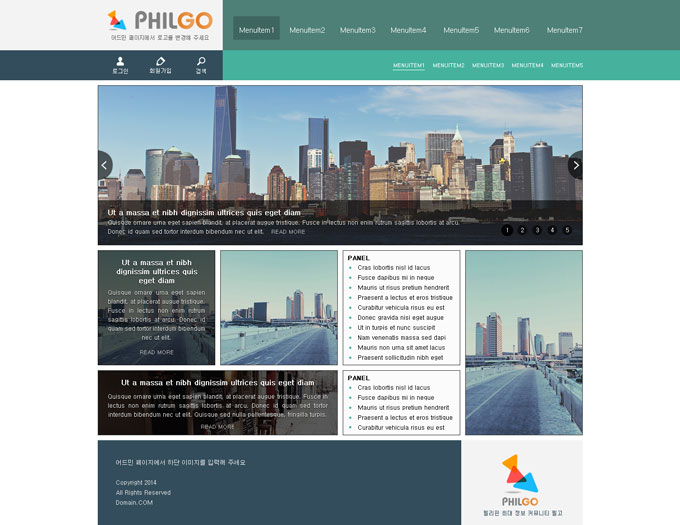 PHILGO
어드민 페이지에서 로고를 변경해 주세요
MenuItem1 MenuItem2 MenuItem3 MenuItem4 MenuItem5 MenuItem6 MenuItem7
로그인 회원가입 검색
MENUITEM1 MENUITEM2 MENUITEM3 MENUITEM4 MENUITEM5
Ut a massa et nibh dignissim ultrices quis eget diam
Quisque ornare urna eget sapien blandit, at placerat augue tristique. Fusce in lectus non enim rutrum sagittis lobortis at arcu.
Donec id quam sed tortor interdum bibendum nec ut elit. READ MORE
1 2 3 4 5
Ut a massa et nibh
dignissim ultrices quis
eget diam
Quisque ornare urna eget sapien
blandit, at placerat augue tristique.
Fusce in lectus non enim rutrum
sagittis lobortis at arcu. Donec id
quam sed tortor interdum bibendum
nec ut elit.
READ MORE
PANEL
Cras lobortis nisl id lacus
Fusce dapibus mi in neque
Mauris ut risus pretium hendrerit
Praesent a lectus et eros tristique
Curabitur vehicula risus eu est
Donec gravida nisi eget augue
Ut in turpis et nunc suscipit
Nam venenatis massa sed dapi
Mauris non urna sit amet lacus
Praesent sollicitudin nibh eget
Ut a massa et nibh dignissim ultrices quis eget diam
Quisque ornare urna eget sapien blandit, at placerat augue tristique. Fusce in
lectus non enim rutrum sagittis lobortis at arcu. Donec id quam sed tortor
interdum bibendum nec ut elit. Quisque sed nulla pellentesque, fringilla turpis.
READ MORE
PANEL
Cras lobortis nisl id lacus
Fusce dapibus mi in neque
Mauris ut risus pretium hendrerit
Praesent a lectus et eros tristique
Curabitur vehicula risus eu est
어드민 페이지에서 하단 이미지를 입력해 주세요
Copyright 2014
All Rights Reserved
Domain.COM
PHILGO
필리핀 최대 정보 커뮤니티 필고